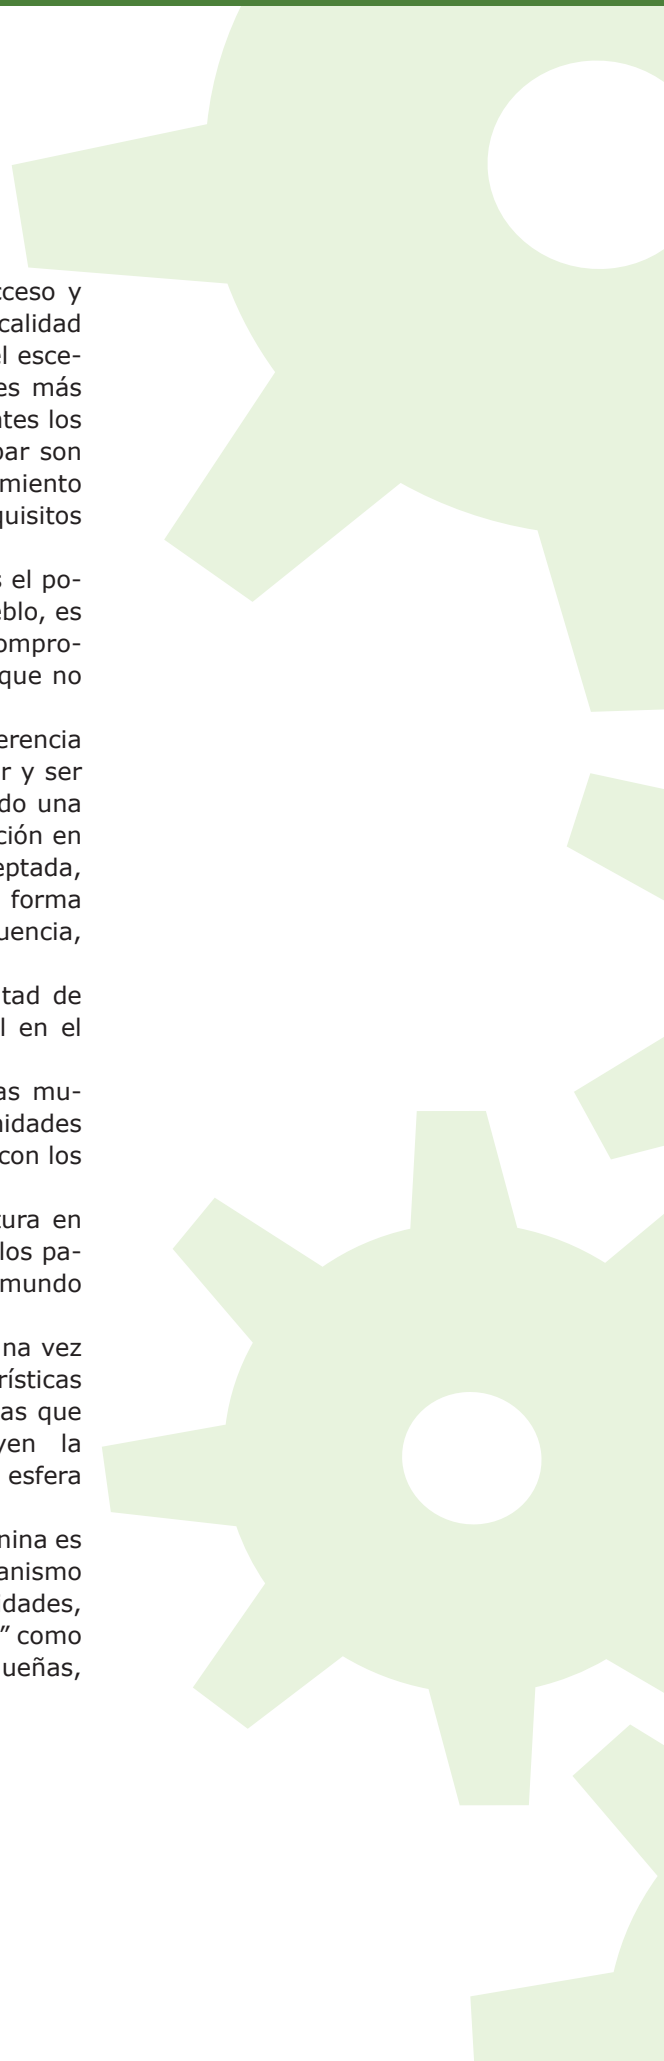 cceso y
calidad
el esce-
es más
ntes los
par son
miento
quisitos
s el po-
eblo, es
ompro-
que no
erencia
r y ser
do una
ción en
eptada,
forma
uencia,
tad de
l en el
as mu-
nidades
con los
tura en
los pa-
mundo
na vez
rísticas
as que
yen la
esfera
nina es
anismo
idades,
” como
ueñas,